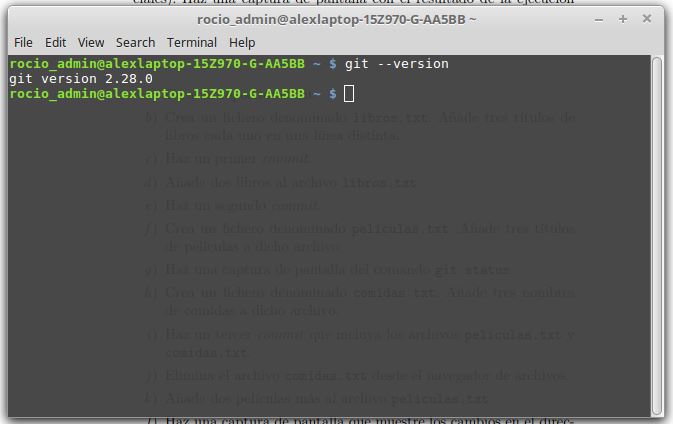 ciales). Haz una captura de pantalla con el resultado de la ejecución
rocio_admin@alexlaptop-15Z970-G-AA5BB ~
File Edit View Search Terminal Help
rocio_admin@alexlaptop-15Z970-G-AA5BB ~ $ git --version
git version 2.28.0
rocio_admin@alexlaptop-15Z970-G-AA5BB ~ $
b) Crea un fichero denominado libros.txt. Añade tres títulos de
libros cada uno en una línea distinta.
c) Haz un primer commit.
d) Añade dos libros al archivo libros.txt
e) Haz un segundo commit.
f) Crea un fichero denominado peliculas.txt. Añade tres títulos
de películas a dicho archivo.
g) Haz una captura de pantalla del comando git status
h) Crea un fichero denominado comidas.txt. Añade tres nombres
de comidas a dicho archivo.
i) Haz un tercer commit que incluya los archivos peliculas.txt y
comidas.txt.
j) Elimina el archivo comidas.txt desde el navegador de archivos.
k) Añade dos películas más al archivo peliculas.txt
l) Haz una captura de pantalla que muestre los cambios en el direc-